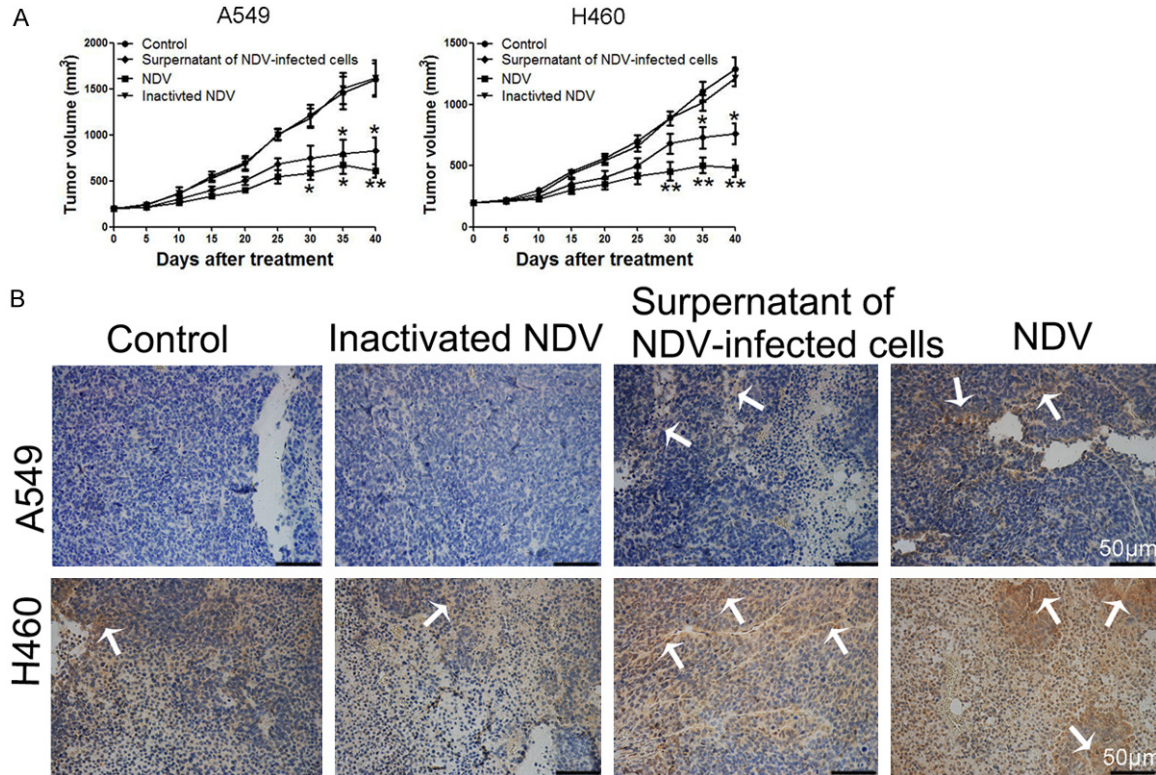 A
A549
Tumor volume (mm³)
2000
1500
1000
500
0
Control
Surpernatant of NDV-infected cells
NDV
Inactivted NDV
*
*
*
*
**
0 5 10 15 20 25 30 35 40
Days after treatment
H460
Tumor volume (mm³)
1500
1000
500
0
Control
Surpernatant of NDV-infected cells
NDV
Inactivted NDV
*
*
**
**
**
0 5 10 15 20 25 30 35 40
Days after treatment
B
Control
Inactivated NDV
Surpernatant of
NDV-infected cells
NDV
A549
50μm
H460
50μm